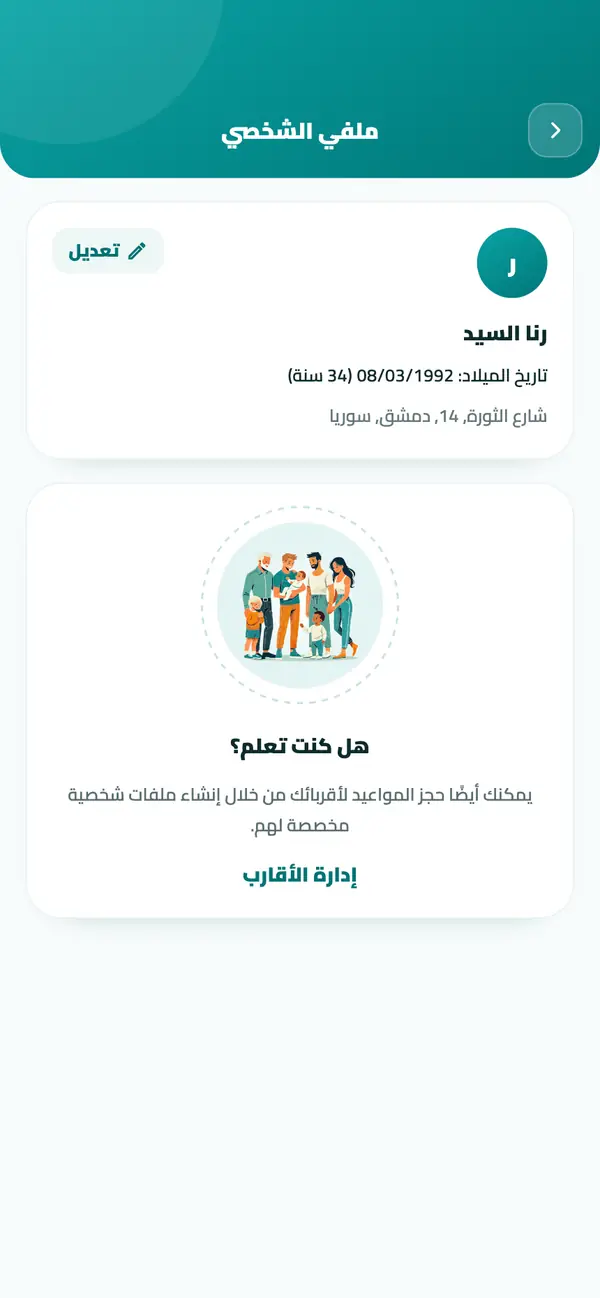 ملفي الشخصي
ر
تعديل
رنا السيد
تاريخ الميلاد: 08/03/1992 (34 سنة)
شارع الثورة, 14, دمشق, سوريا
هل كنت تعلم؟
يمكنك أيضًا حجز المواعيد لأقربائك من خلال إنشاء ملفات شخصية
مخصصة لهم.
إدارة الأقارب